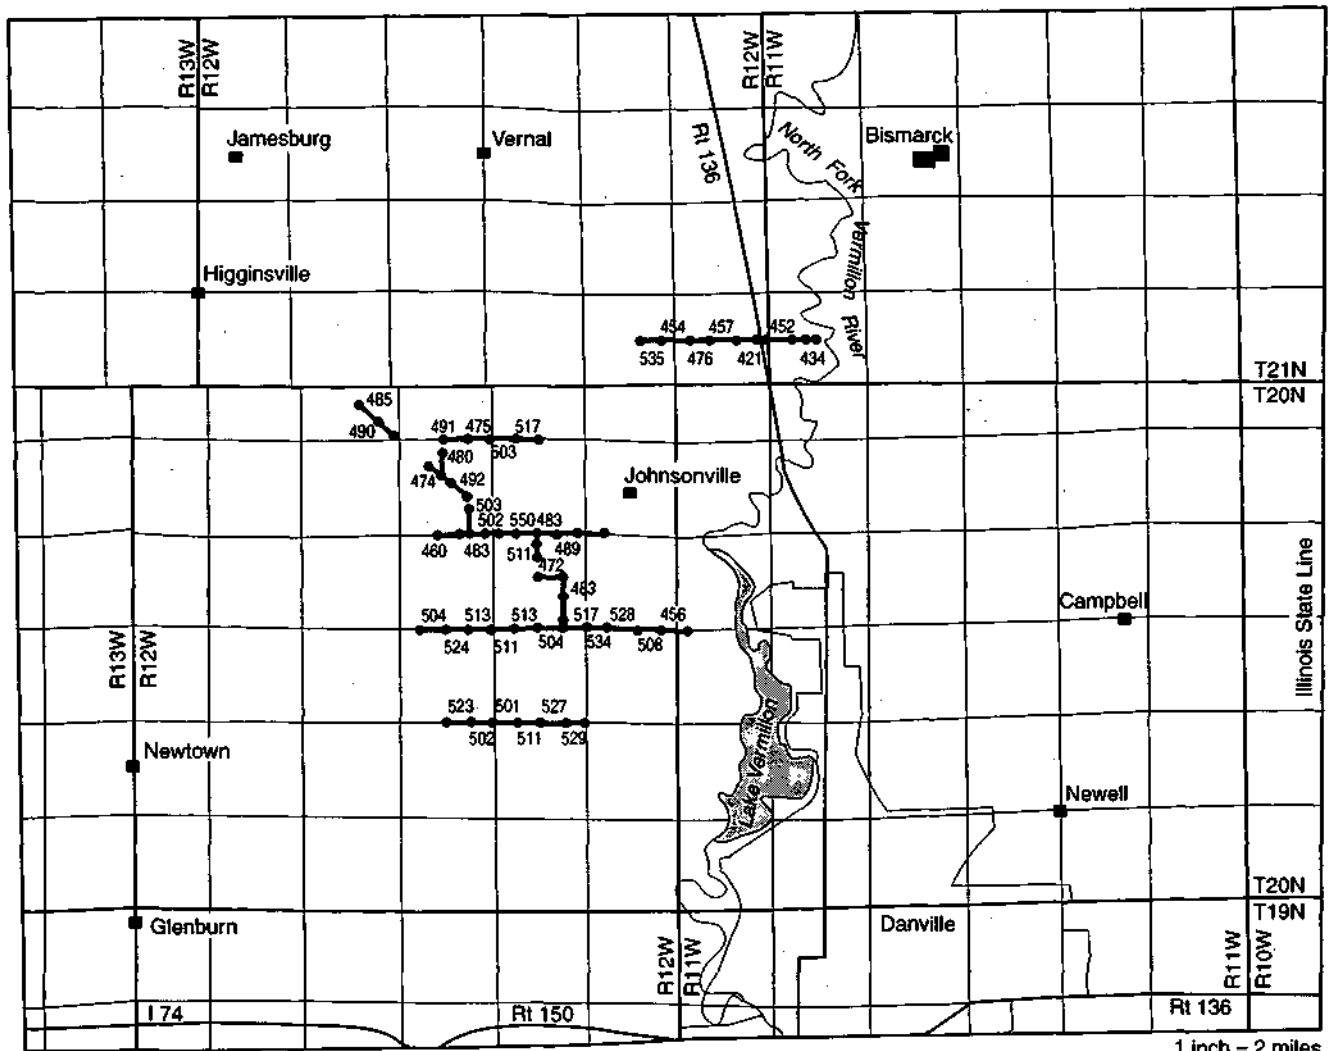 R13W
R12W
R12W
R11W
Jamesburg
Vernal
Rt 136
North Fork
Vermilion River
Bismarck
Higginsville
454 457 452
535 476 421 434
T21N
T20N
485
490
491 475 517
503
480
474 492
Johnsonville
503
502 550 483
460 483 511 489
472
483
504 513 513 517 528 456
524 511 504 534 508
Campbell
Illinois State Line
R13W
R12W
523 501 527
502 511 529
Newtown
Lake Vermilion
Newell
T20N
T19N
Glenburn
Danville
R12W
R11W
R11W
R10W
I 74
Rt 150
Rt 136
1 inch = 2 miles